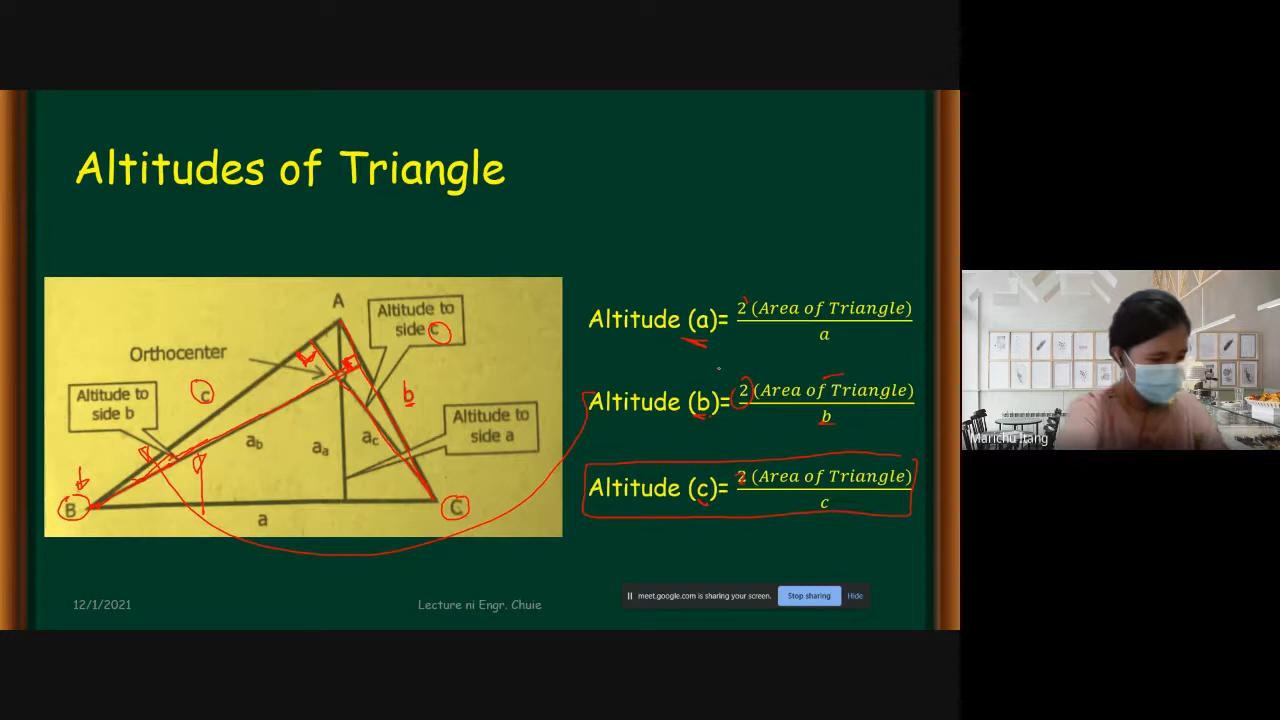 Altitudes of Triangle
A
Altitude to
side c
Orthocenter
c
b
Altitude to
side b
Altitude to
side a
a_b
a_a
a_c
b
B
C
a
Altitude (a)= 2 (Area of Triangle) / a
Altitude (b)= 2 (Area of Triangle) / b
Altitude (c)= 2 (Area of Triangle) / c
12/1/2021
Lecture ni Engr. Chuie
meet.google.com is sharing your screen.
Stop sharing
Hide
Marichu Itang